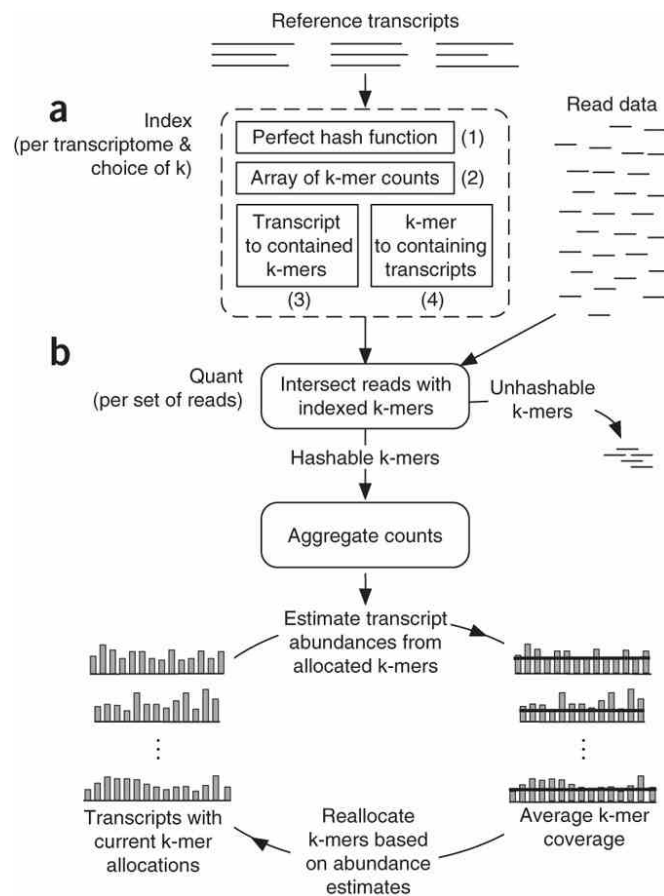 Reference transcripts
a
Index
(per transcriptome &
choice of k)
Perfect hash function
(1)
Array of k-mer counts
(2)
Transcript
to contained
k-mers
(3)
k-mer
to containing
transcripts
(4)
Read data
b
Quant
(per set of reads)
Intersect reads with
indexed k-mers
Unhashable
k-mers
Hashable k-mers
Aggregate counts
Estimate transcript
abundances from
allocated k-mers
Transcripts with
current k-mer
allocations
Reallocate
k-mers based
on abundance
estimates
Average k-mer
coverage